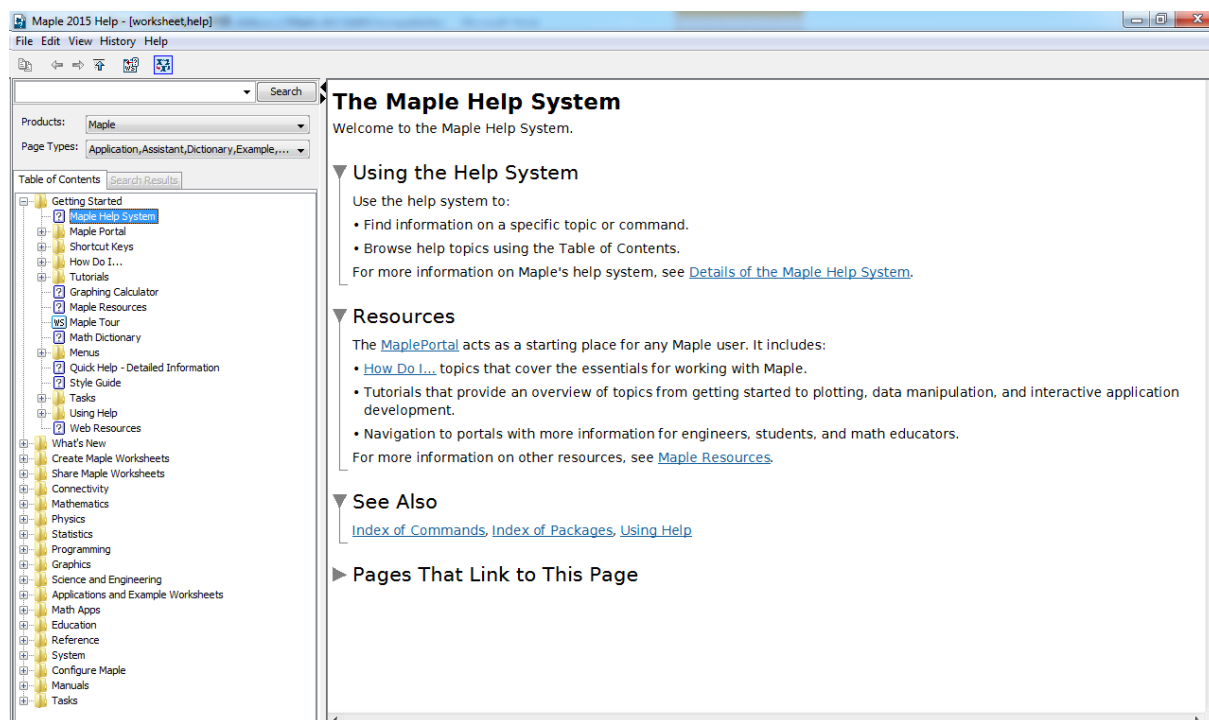 Maple 2015 Help - [worksheet,help]
File Edit View History Help
Search
Products: Maple
Page Types: Application,Assistant,Dictionary,Example,...
Table of Contents Search Results
Getting Started
Maple Help System
Maple Portal
Shortcut Keys
How Do I...
Tutorials
Graphing Calculator
Maple Resources
WS Maple Tour
Math Dictionary
Menus
Quick Help - Detailed Information
Style Guide
Tasks
Using Help
Web Resources
What's New
Create Maple Worksheets
Share Maple Worksheets
Connectivity
Mathematics
Physics
Statistics
Programming
Graphics
Science and Engineering
Applications and Example Worksheets
Math Apps
Education
Reference
System
Configure Maple
Manuals
Tasks
The Maple Help System
Welcome to the Maple Help System.
Using the Help System
Use the help system to:
• Find information on a specific topic or command.
• Browse help topics using the Table of Contents.
For more information on Maple's help system, see Details of the Maple Help System.
Resources
The MaplePortal acts as a starting place for any Maple user. It includes:
• How Do I... topics that cover the essentials for working with Maple.
• Tutorials that provide an overview of topics from getting started to plotting, data manipulation, and interactive application
development.
• Navigation to portals with more information for engineers, students, and math educators.
For more information on other resources, see Maple Resources.
See Also
Index of Commands, Index of Packages, Using Help
Pages That Link to This Page